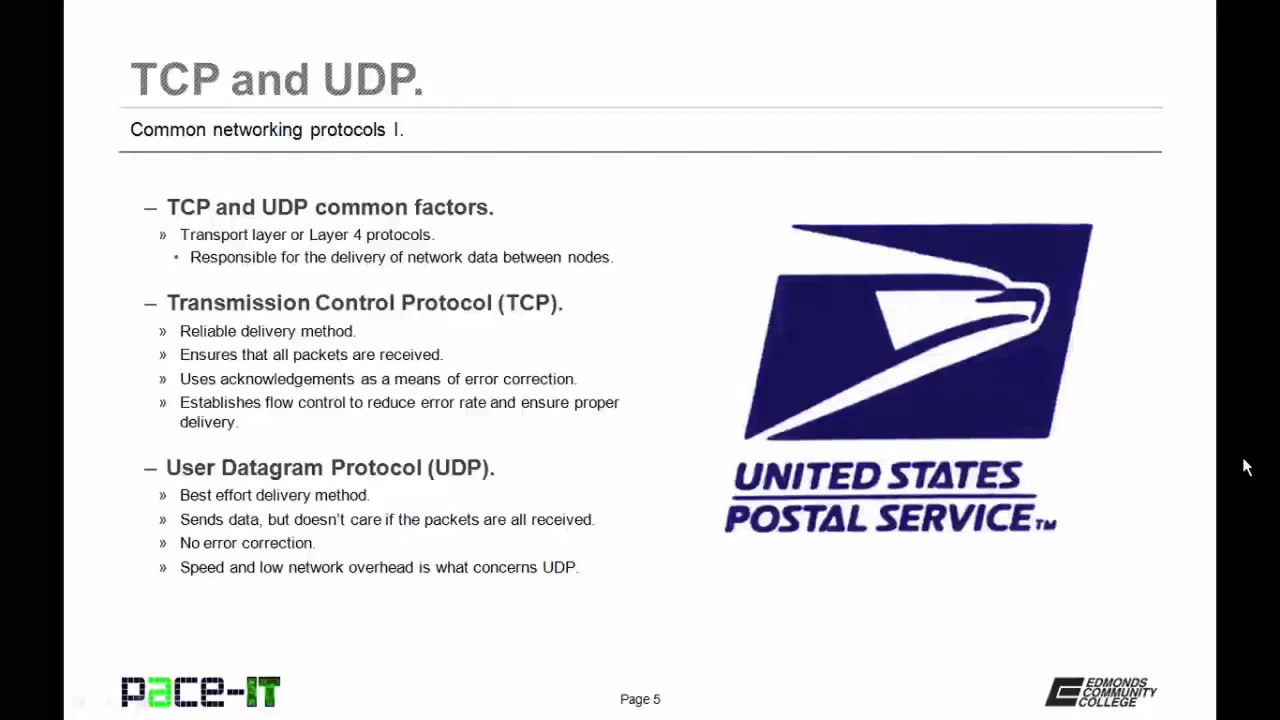 TCP and UDP.
Common networking protocols I.
– TCP and UDP common factors.
» Transport layer or Layer 4 protocols.
• Responsible for the delivery of network data between nodes.
– Transmission Control Protocol (TCP).
» Reliable delivery method.
» Ensures that all packets are received.
» Uses acknowledgements as a means of error correction.
» Establishes flow control to reduce error rate and ensure proper
delivery.
– User Datagram Protocol (UDP).
» Best effort delivery method.
» Sends data, but doesn't care if the packets are all received.
» No error correction.
» Speed and low network overhead is what concerns UDP.
UNITED STATES
POSTAL SERVICE™
pace-IT
Page 5
EDMONDS
COMMUNITY
COLLEGE